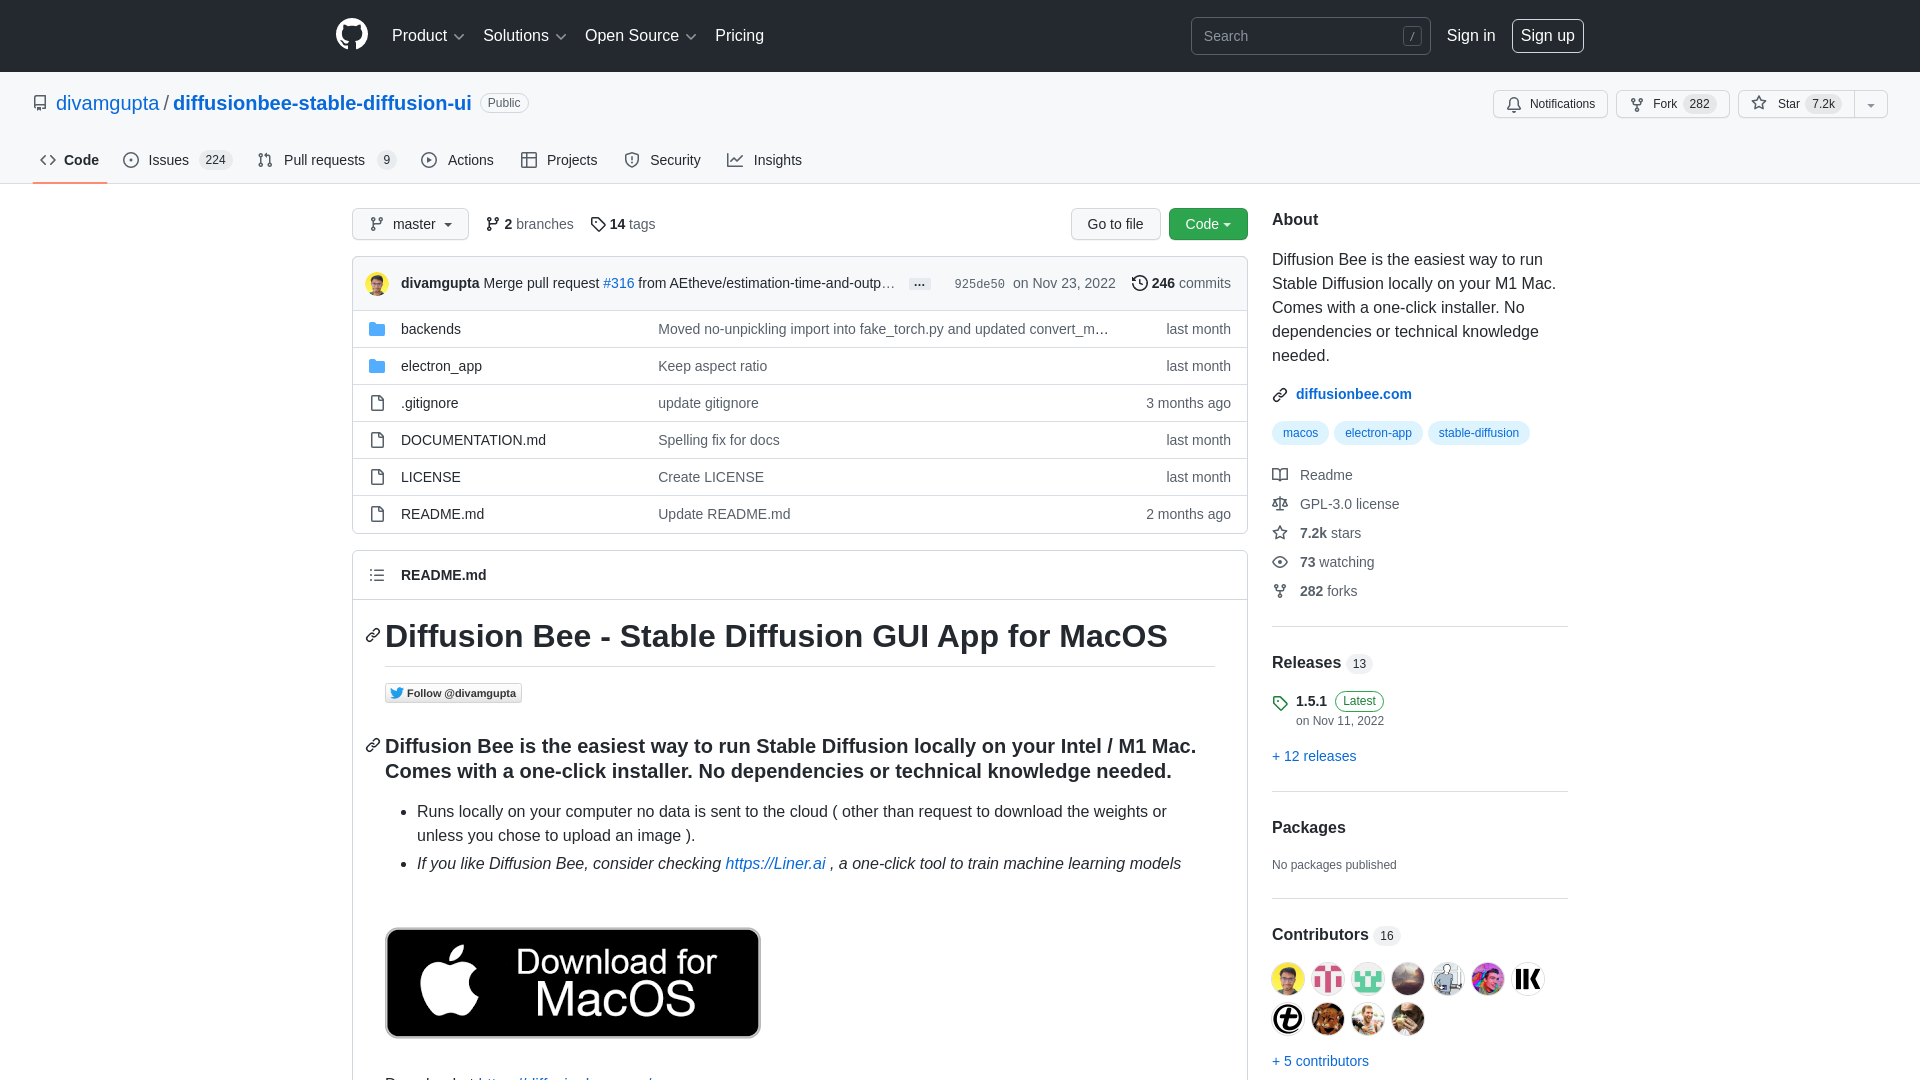 Product Solutions Open Source Pricing Search / Sign in Sign up
divamgupta / diffusionbee-stable-diffusion-ui Public Notifications Fork 282 Star 7.2k
Code Issues 224 Pull requests 9 Actions Projects Security Insights
master 2 branches 14 tags Go to file Code
divamgupta Merge pull request #316 from AEtheve/estimation-time-and-outp… … 925de50 on Nov 23, 2022 246 commits
backends Moved no-unpickling import into fake_torch.py and updated convert_m… last month
electron_app Keep aspect ratio last month
.gitignore update gitignore 3 months ago
DOCUMENTATION.md Spelling fix for docs last month
LICENSE Create LICENSE last month
README.md Update README.md 2 months ago
README.md
Diffusion Bee - Stable Diffusion GUI App for MacOS
Follow @divamgupta
Diffusion Bee is the easiest way to run Stable Diffusion locally on your Intel / M1 Mac.
Comes with a one-click installer. No dependencies or technical knowledge needed.
Runs locally on your computer no data is sent to the cloud ( other than request to download the weights or
unless you chose to upload an image ).
If you like Diffusion Bee, consider checking https://Liner.ai , a one-click tool to train machine learning models
Download for
MacOS
About
Diffusion Bee is the easiest way to run
Stable Diffusion locally on your M1 Mac.
Comes with a one-click installer. No
dependencies or technical knowledge
needed.
diffusionbee.com
macos electron-app stable-diffusion
Readme
GPL-3.0 license
7.2k stars
73 watching
282 forks
Releases 13
1.5.1 Latest
on Nov 11, 2022
+ 12 releases
Packages
No packages published
Contributors 16
+ 5 contributors